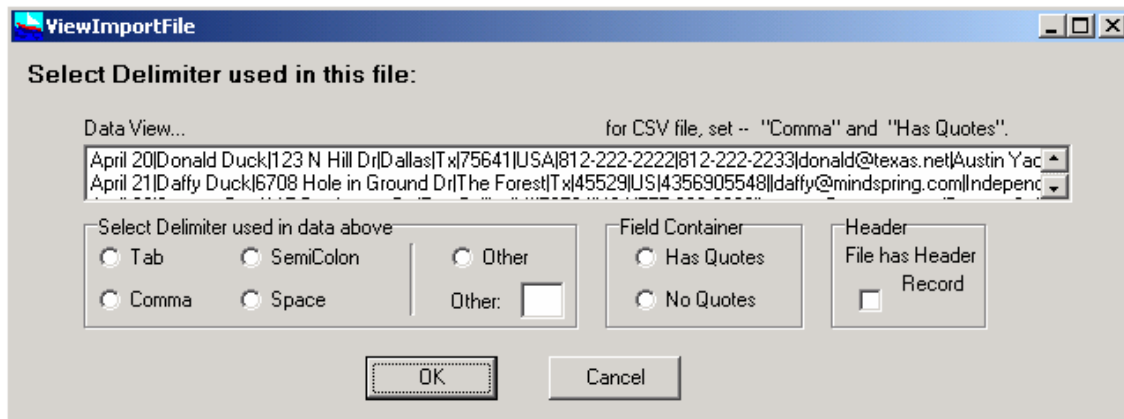 ViewImportFile
Select Delimiter used in this file:
Data View... for CSV file, set -- "Comma" and "Has Quotes".
April 20|Donald Duck|123 N Hill Dr|Dallas|Tx|75641|USA|812-222-2222|812-222-2233|donald@texas.net|Austin Yac
April 21|Daffy Duck|6708 Hole in Ground Dr|The Forest|Tx|45529|US|4356905548||daffy@mindspring.com|Independ
Select Delimiter used in data above Field Container Header
Tab SemiColon Other Has Quotes File has Header
Record
Comma Space Other: No Quotes
OK Cancel